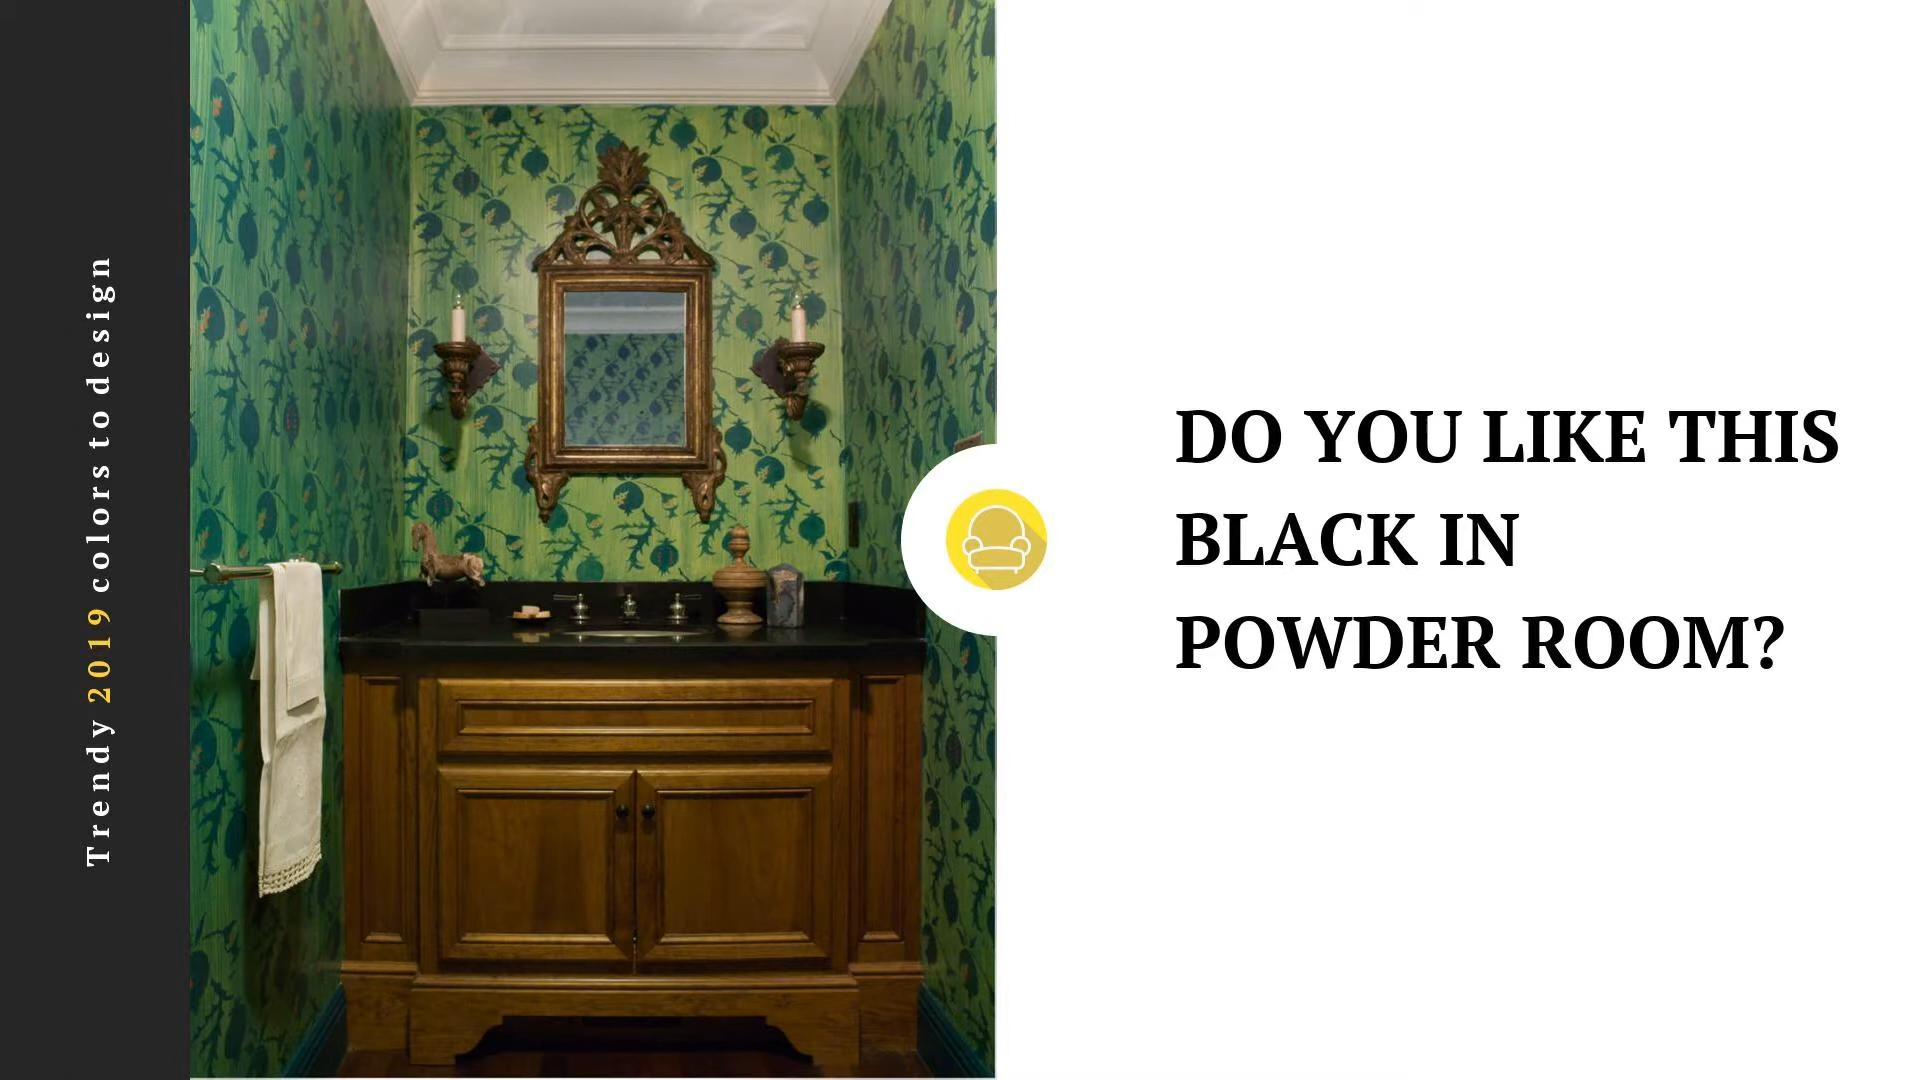 Trendy 2019 colors to design
DO YOU LIKE THIS
BLACK IN
POWDER ROOM?